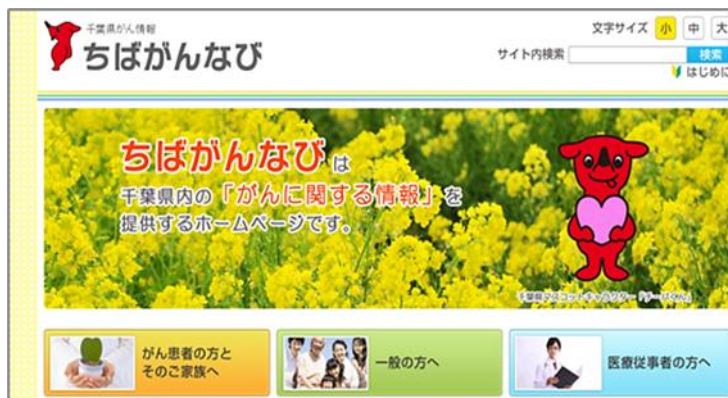 千葉県がん情報
ちばがんなび
文字サイズ 小 中 大
サイト内検索 検索
はじめに
ちばがんなびは
千葉県内の「がんに関する情報」を
提供するホームページです。
千葉県マスコットキャラクター「チーバくん」
がん患者の方と
そのご家族へ
一般の方へ
医療従事者の方へ